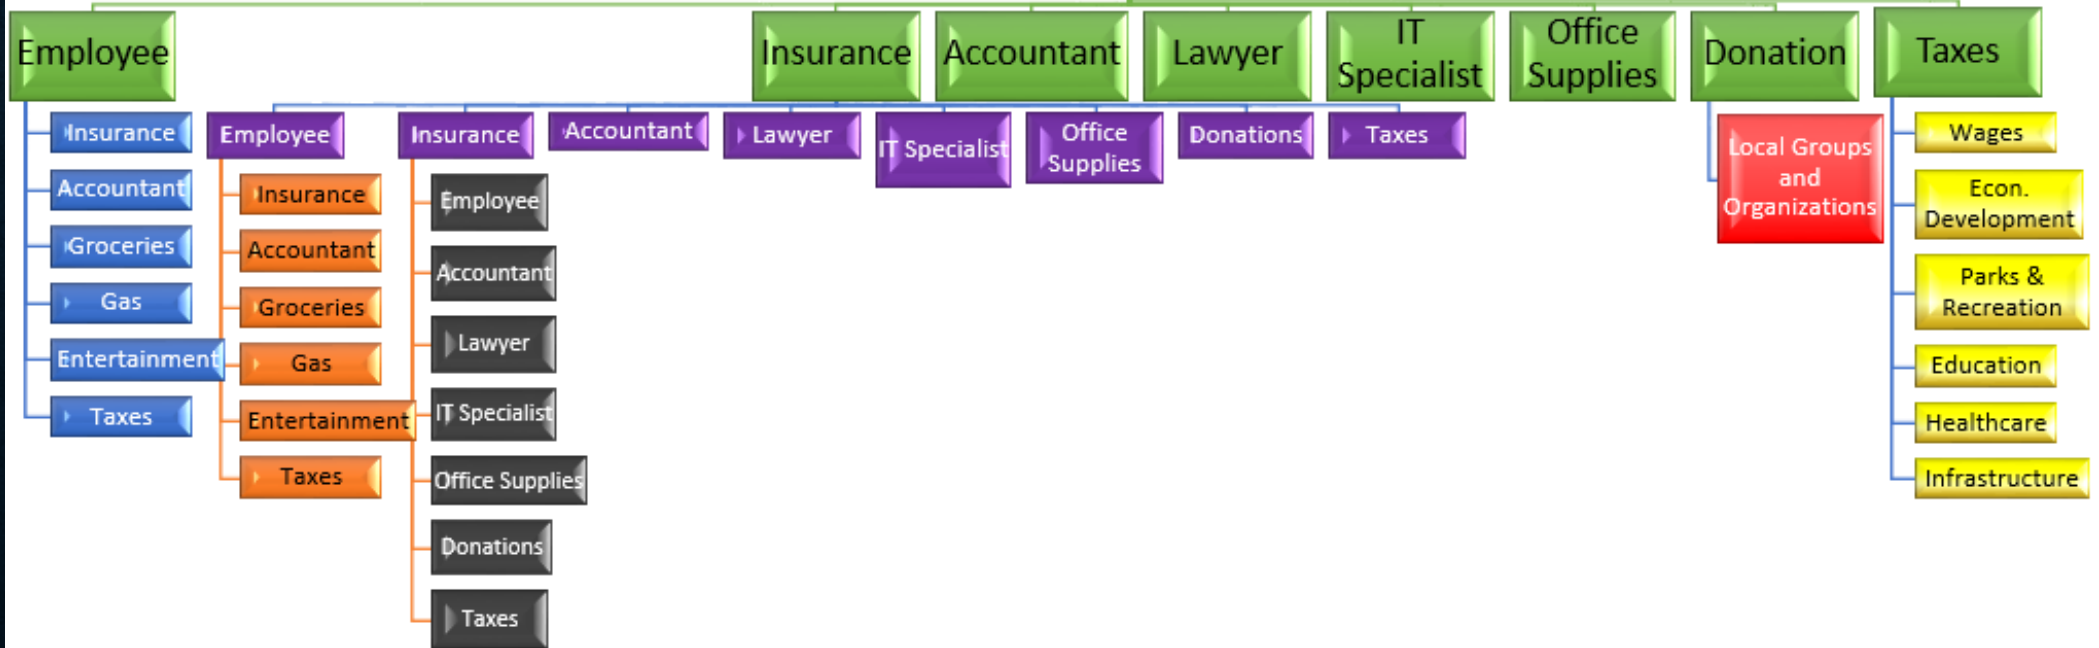 Employee
Insurance
Accountant
Lawyer
IT
Specialist
Office
Supplies
Donation
Taxes
Insurance
Accountant
Groceries
Gas
Entertainment
Taxes
Employee
Insurance
Accountant
Groceries
Gas
Entertainment
Taxes
Insurance
Employee
Accountant
Lawyer
IT Specialist
Office Supplies
Donations
Taxes
Accountant
Lawyer
IT Specialist
Office
Supplies
Donations
Taxes
Local Groups
and
Organizations
Wages
Econ.
Development
Parks &
Recreation
Education
Healthcare
Infrastructure